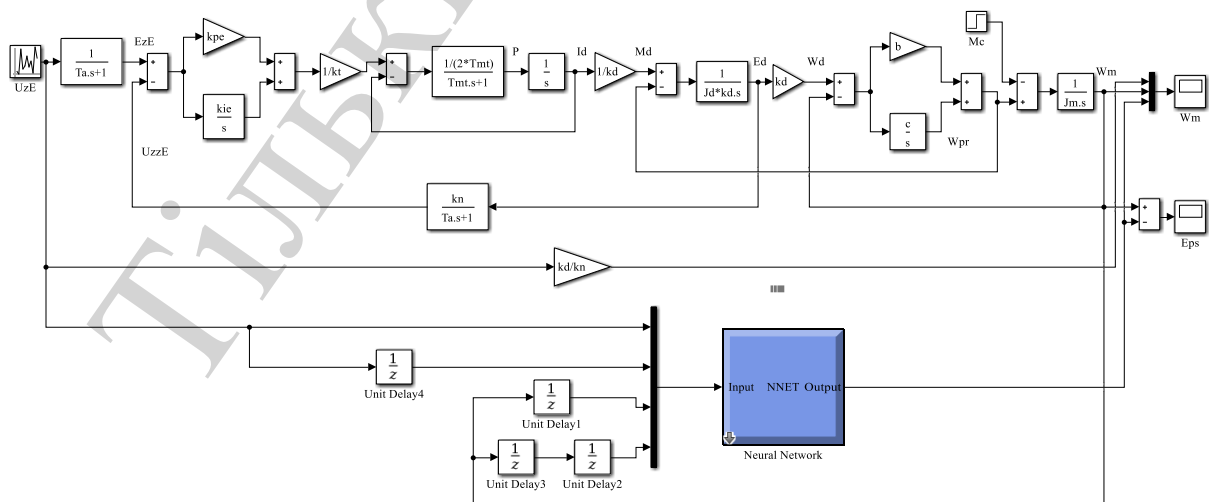 UzE
1
Ta.s+1
EzE
UzzE
kpe
kie
s
1/kt
1/(2*Tmt)
Tmt.s+1
P
1
s
Id
1/kd
Md
1
Jd*kd.s
Ed
kd
Wd
b
c
s
Wpr
Mc
1
Jm.s
Wm
Wm
Eps
kn
Ta.s+1
kd/kn
1
z
Unit Delay4
1
z
Unit Delay1
1
z
Unit Delay3
1
z
Unit Delay2
Input NNET Output
Neural Network